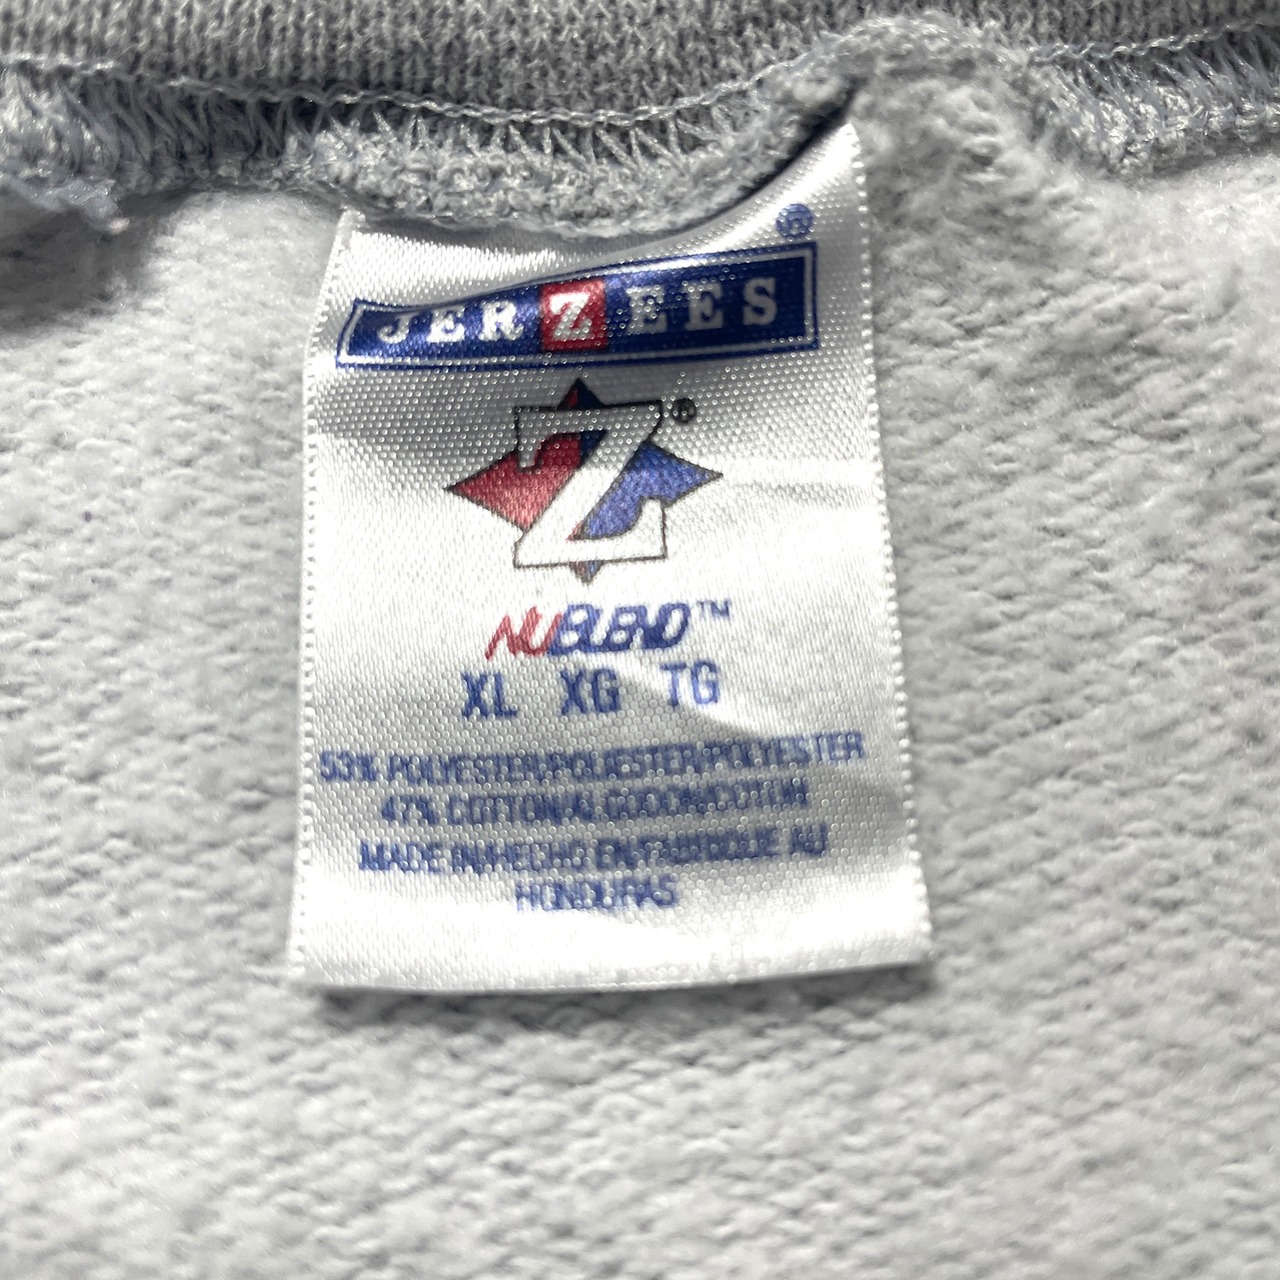 JERZEES®
Z®
NUBLEND™
XL XG TG
53% POLYESTER/POLIESTER/POLYESTER
47% COTTON/ALGODON/COTON
MADE IN/HECHO EN/FABRIQUE AU
HONDURAS